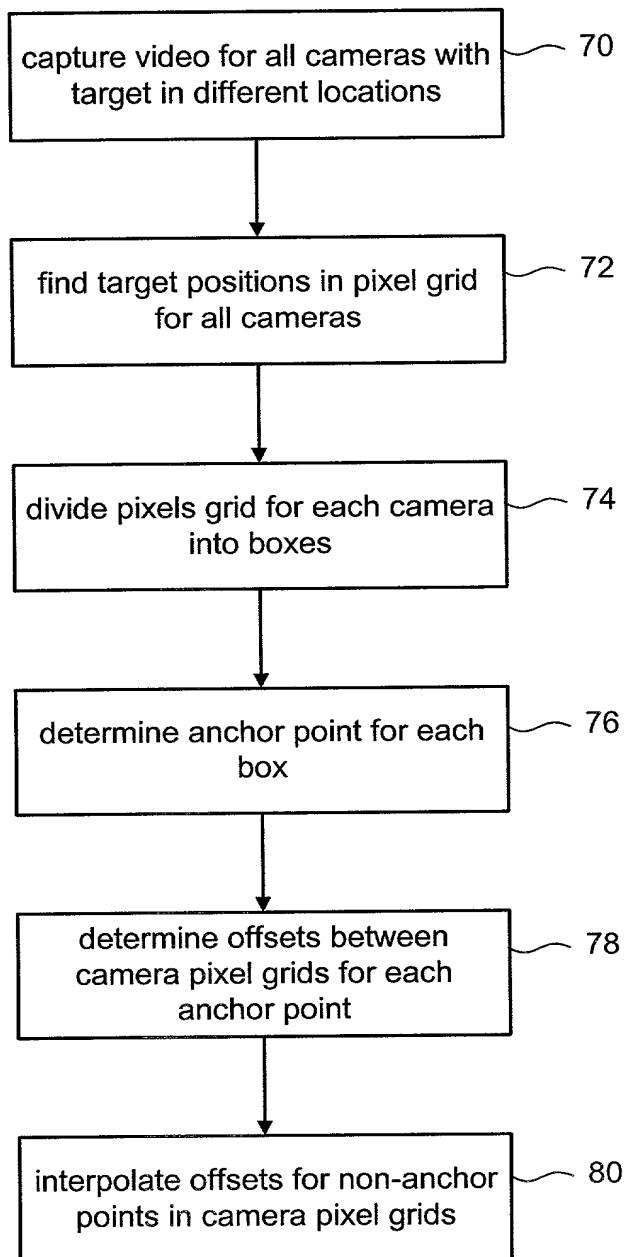 capture video for all cameras with
target in different locations
70
find target positions in pixel grid
for all cameras
72
divide pixels grid for each camera
into boxes
74
determine anchor point for each
box
76
determine offsets between
camera pixel grids for each
anchor point
78
interpolate offsets for non-anchor
points in camera pixel grids
80